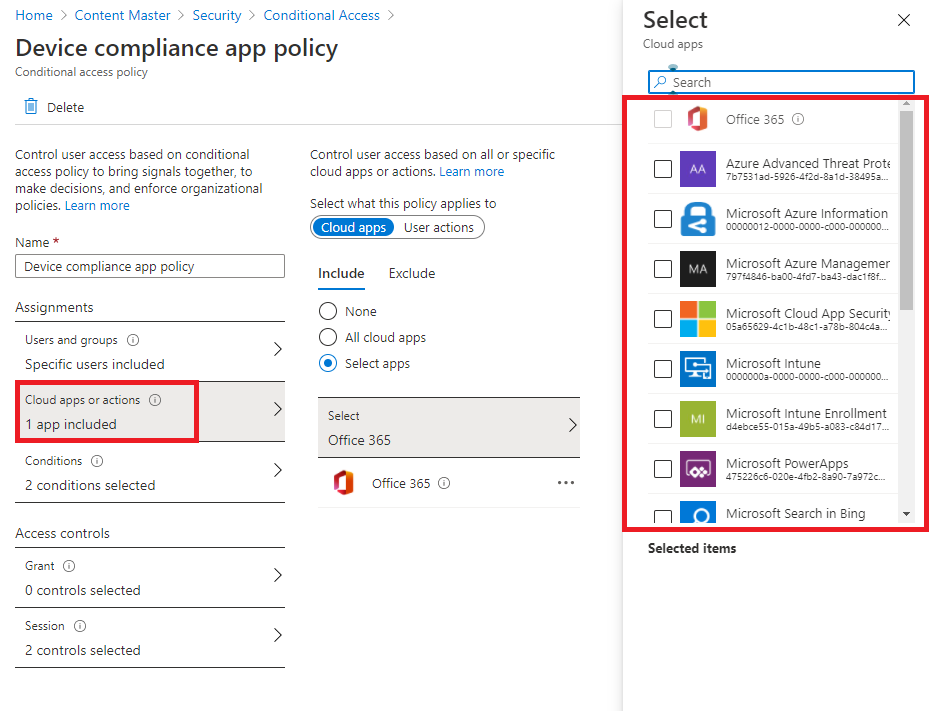 Home > Content Master > Security > Conditional Access >
Device compliance app policy
Conditional access policy
Delete
Control user access based on conditional
access policy to bring signals together, to
make decisions, and enforce organizational
policies. Learn more
Name *
Device compliance app policy
Assignments
Users and groups
Specific users included
Cloud apps or actions
1 app included
Conditions
2 conditions selected
Access controls
Grant
0 controls selected
Session
2 controls selected
Control user access based on all or specific
cloud apps or actions. Learn more
Select what this policy applies to
Cloud apps User actions
Include Exclude
None
All cloud apps
Select apps
Select
Office 365
Office 365
Select
Cloud apps
Search
Office 365
AA
Azure Advanced Threat Prote
7b7531ad-5926-4f2d-8a1d-38495a...
Microsoft Azure Information
00000012-0000-0000-c000-000000...
MA
Microsoft Azure Managemer
797f4846-ba00-4fd7-ba43-dac1f8f...
Microsoft Cloud App Security
05a65629-4c1b-48c1-a78b-804c4a...
Microsoft Intune
0000000a-0000-0000-c000-000000...
MI
Microsoft Intune Enrollment
d4ebce55-015a-49b5-a083-c84d17...
Microsoft PowerApps
475226c6-020e-4fb2-8a90-7a972c...
Microsoft Search in Bing
Selected items